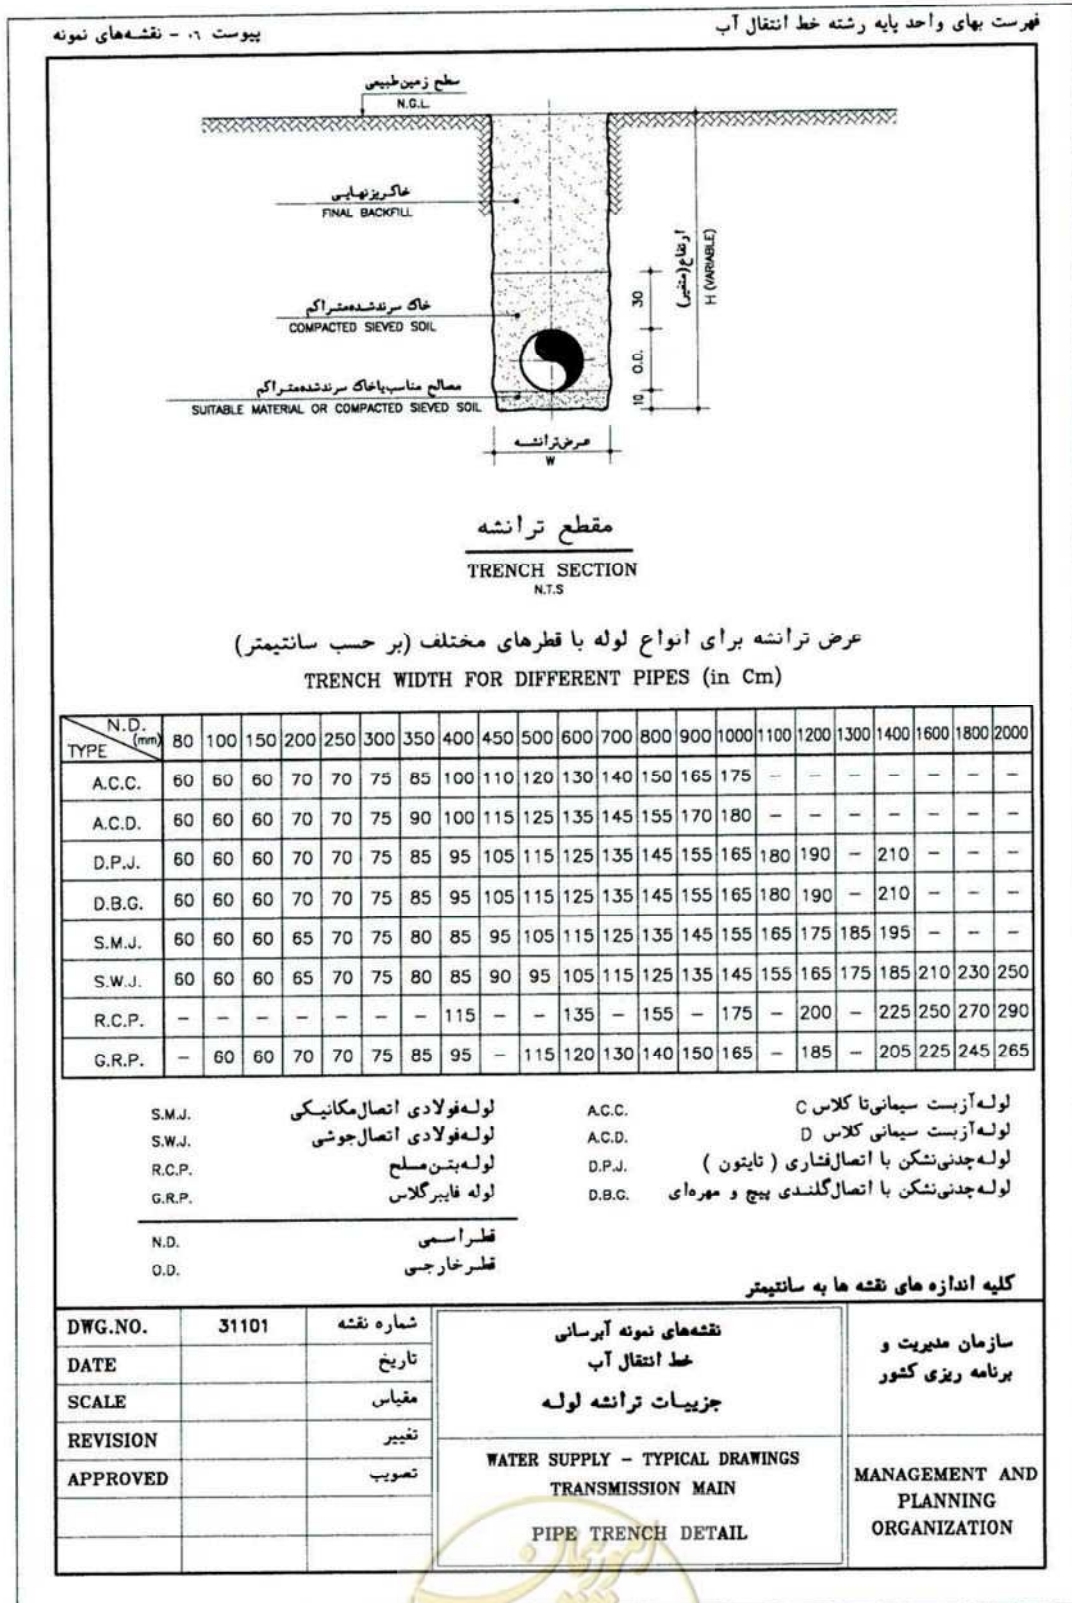 فهرست بهای واحد پایه رشته خط انتقال آب
پیوست ۰۶ - نقشه‌های نمونه
سطح زمین طبیعی
N.G.L.
خاکریز نهایی
FINAL BACKFILL
خاک سرند شده متراکم
COMPACTED SIEVED SOIL
مصالح مناسب یا خاک سرند شده متراکم
SUITABLE MATERIAL OR COMPACTED SIEVED SOIL
30
O.D.
10
ارتفاع (متغیر)
H (VARIABLE)
عرض ترانشه
W
مقطع ترانشه
TRENCH SECTION
N.T.S
عرض ترانشه برای انواع لوله با قطرهای مختلف (بر حسب سانتیمتر)
TRENCH WIDTH FOR DIFFERENT PIPES (in Cm)
TYPE N.D. (mm) 80 100 150 200 250 300 350 400 450 500 600 700 800 900 1000 1100 1200 1300 1400 1600 1800 2000
A.C.C. 60 60 60 70 70 75 85 100 110 120 130 140 150 165 175 – – – – – – –
A.C.D. 60 60 60 70 70 75 90 100 115 125 135 145 155 170 180 – – – – – – –
D.P.J. 60 60 60 70 70 75 85 95 105 115 125 135 145 155 165 180 190 – 210 – – –
D.B.G. 60 60 60 70 70 75 85 95 105 115 125 135 145 155 165 180 190 – 210 – – –
S.M.J. 60 60 60 65 70 75 80 85 95 105 115 125 135 145 155 165 175 185 195 – – –
S.W.J. 60 60 60 65 70 75 80 85 90 95 105 115 125 135 145 155 165 175 185 210 230 250
R.C.P. – – – – – – – 115 – – 135 – 155 – 175 – 200 – 225 250 270 290
G.R.P. – 60 60 70 70 75 85 95 – 115 120 130 140 150 165 – 185 – 205 225 245 265
لوله آزبست سیمانی تا کلاس C A.C.C.
لوله آزبست سیمانی کلاس D A.C.D.
لوله چدنی نشکن با اتصال فشاری ( تایتون ) D.P.J.
لوله چدنی نشکن با اتصال گلندی پیچ و مهره‌ای D.B.G.
لوله فولادی اتصال مکانیکی S.M.J.
لوله فولادی اتصال جوشی S.W.J.
لوله بتن مسلح R.C.P.
لوله فایبرگلاس G.R.P.
قطر اسمی N.D.
قطر خارجی O.D.
کلیه اندازه های نقشه ها به سانتیمتر
سازمان مدیریت و
برنامه ریزی کشور
MANAGEMENT AND
PLANNING
ORGANIZATION
نقشه‌های نمونه آبرسانی
خط انتقال آب
جزییات ترانشه لوله
WATER SUPPLY – TYPICAL DRAWINGS
TRANSMISSION MAIN
PIPE TRENCH DETAIL
DWG.NO. 31101 شماره نقشه
DATE تاریخ
SCALE مقیاس
REVISION تغییر
APPROVED تصویب